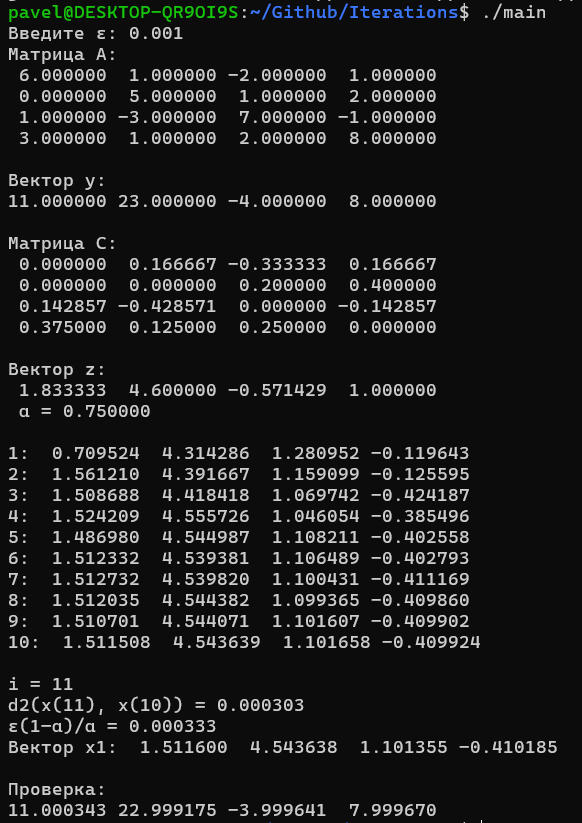 pavel@DESKTOP-QR9OI9S:~/Github/Iterations$ ./main
Введите ε: 0.001
Матрица A:
 6.000000  1.000000 −2.000000  1.000000
 0.000000  5.000000  1.000000  2.000000
 1.000000 −3.000000  7.000000 −1.000000
 3.000000  1.000000  2.000000  8.000000
Вектор y:
11.000000 23.000000 −4.000000  8.000000
Матрица C:
 0.000000  0.166667 −0.333333  0.166667
 0.000000  0.000000  0.200000  0.400000
 0.142857 −0.428571  0.000000 −0.142857
 0.375000  0.125000  0.250000  0.000000
Вектор z:
 1.833333  4.600000 −0.571429  1.000000
 α = 0.750000
1:  0.709524  4.314286  1.280952 −0.119643
2:  1.561210  4.391667  1.159099 −0.125595
3:  1.508688  4.418418  1.069742 −0.424187
4:  1.524209  4.555726  1.046054 −0.385496
5:  1.486980  4.544987  1.108211 −0.402558
6:  1.512332  4.539381  1.106489 −0.402793
7:  1.512732  4.539820  1.100431 −0.411169
8:  1.512035  4.544382  1.099365 −0.409860
9:  1.510701  4.544071  1.101607 −0.409902
10:  1.511508  4.543639  1.101658 −0.409924
i = 11
d2(x(11), x(10)) = 0.000303
ε(1−α)/α = 0.000333
Вектор x1:  1.511600  4.543638  1.101355 −0.410185
Проверка:
11.000343 22.999175 −3.999641  7.999670